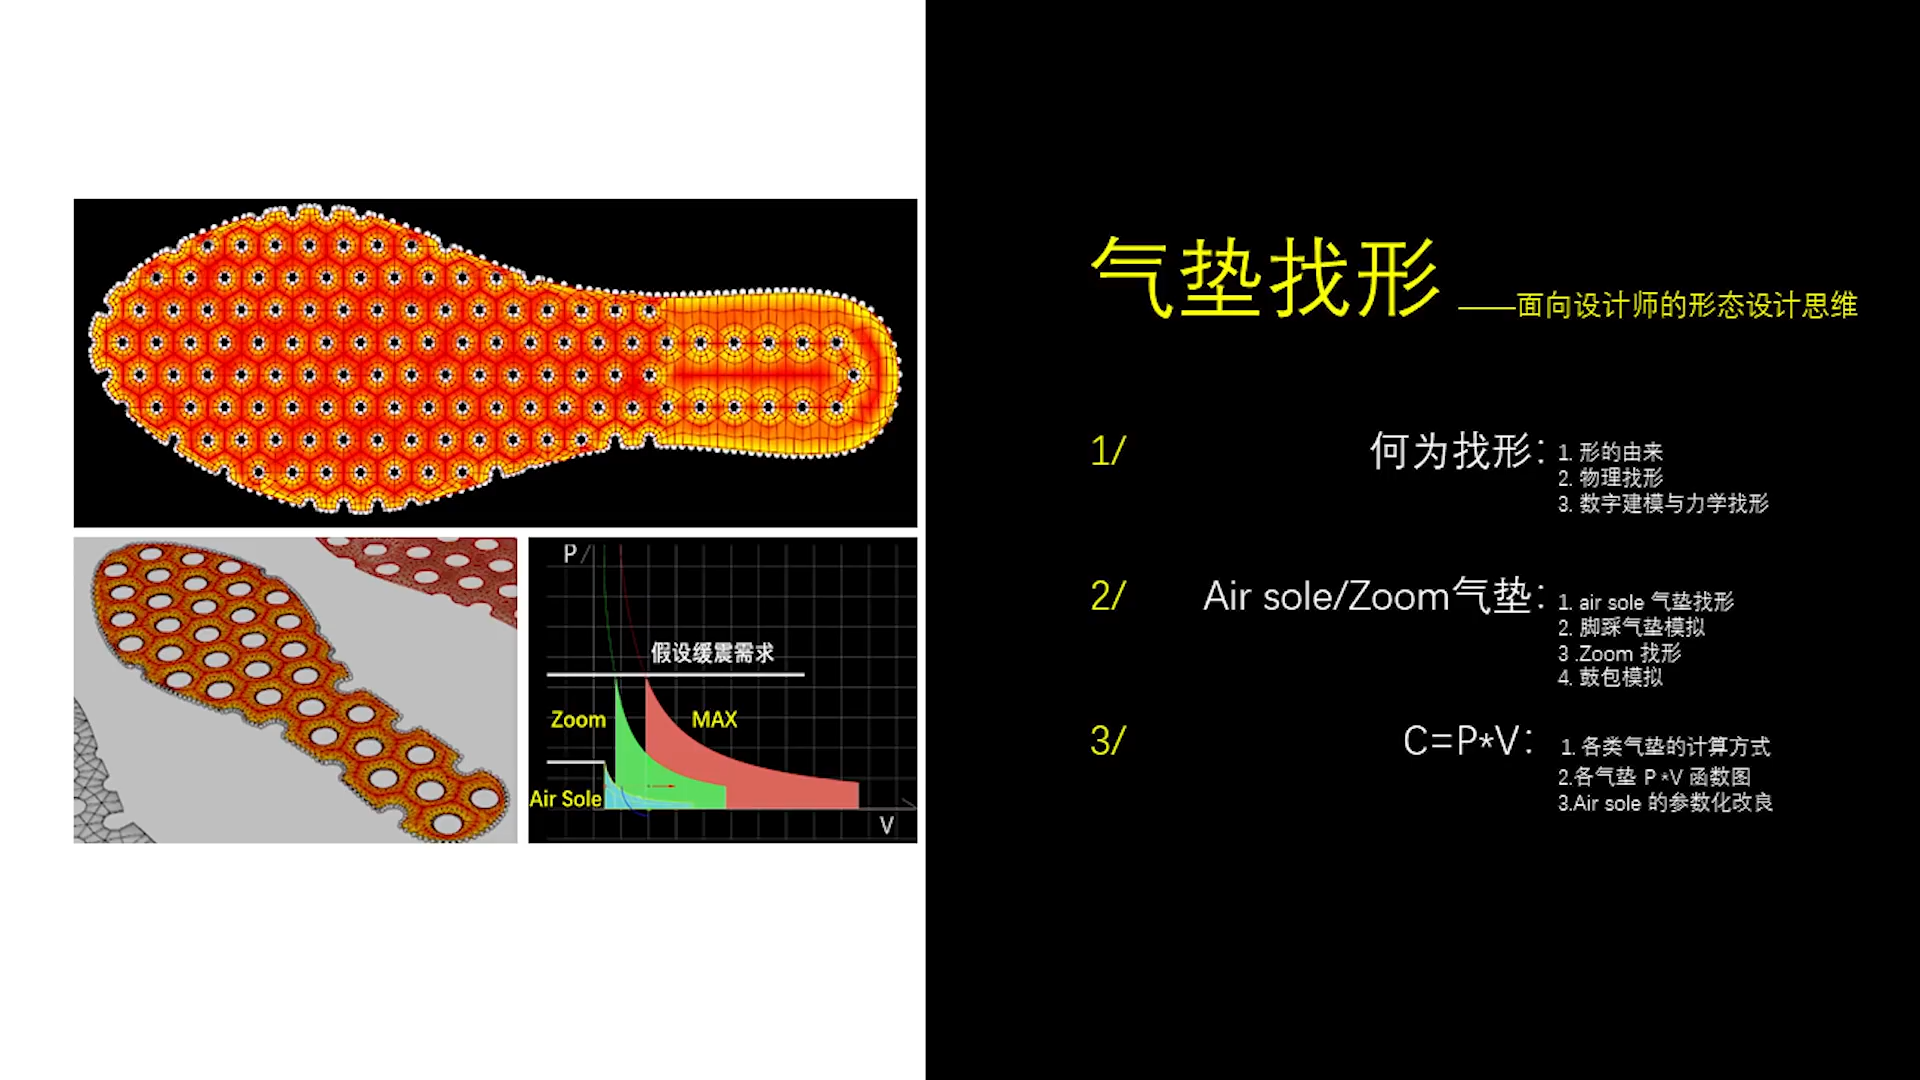 气垫找形 ——面向设计师的形态设计思维
1/ 何为找形：
1. 形的由来
2. 物理找形
3. 数字建模与力学找形
2/ Air sole/Zoom气垫：
1. air sole 气垫找形
2. 脚踩气垫模拟
3 .Zoom 找形
4. 鼓包模拟
3/ C=P*V：
1. 各类气垫的计算方式
2.各气垫 P*V 函数图
3.Air sole 的参数化改良
P
假设缓震需求
Zoom
MAX
Air Sole
V